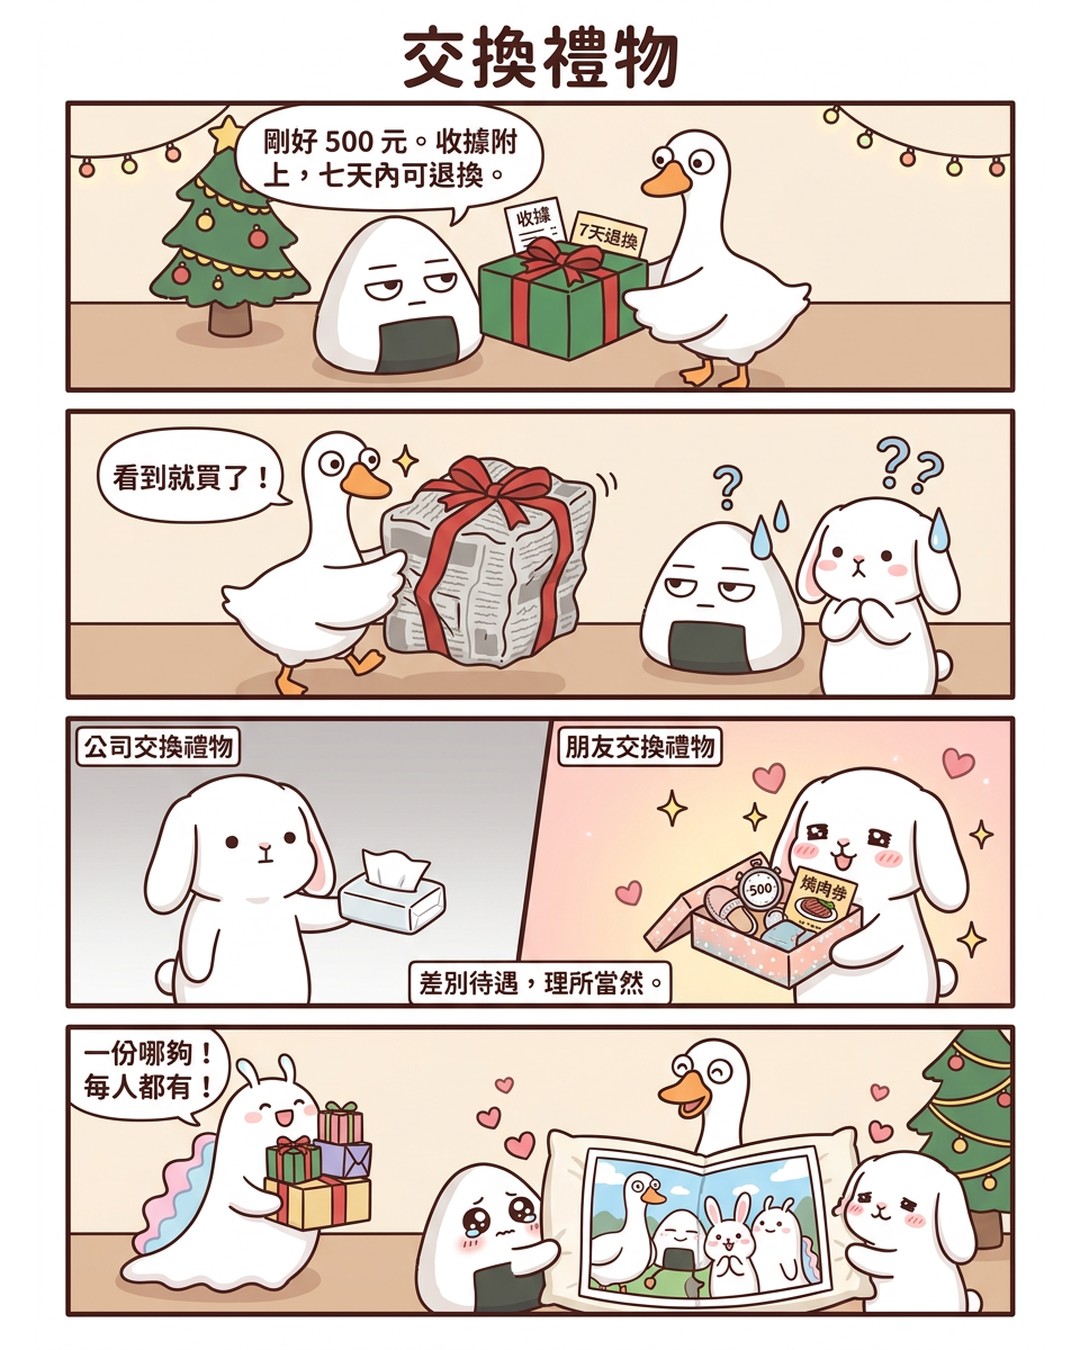 交換禮物
剛好 500 元。收據附
上，七天內可退換。
收據
7天退換
看到就買了！
？
？？
公司交換禮物
朋友交換禮物
500
燒肉券
差別待遇，理所當然。
一份哪夠！
每人都有！